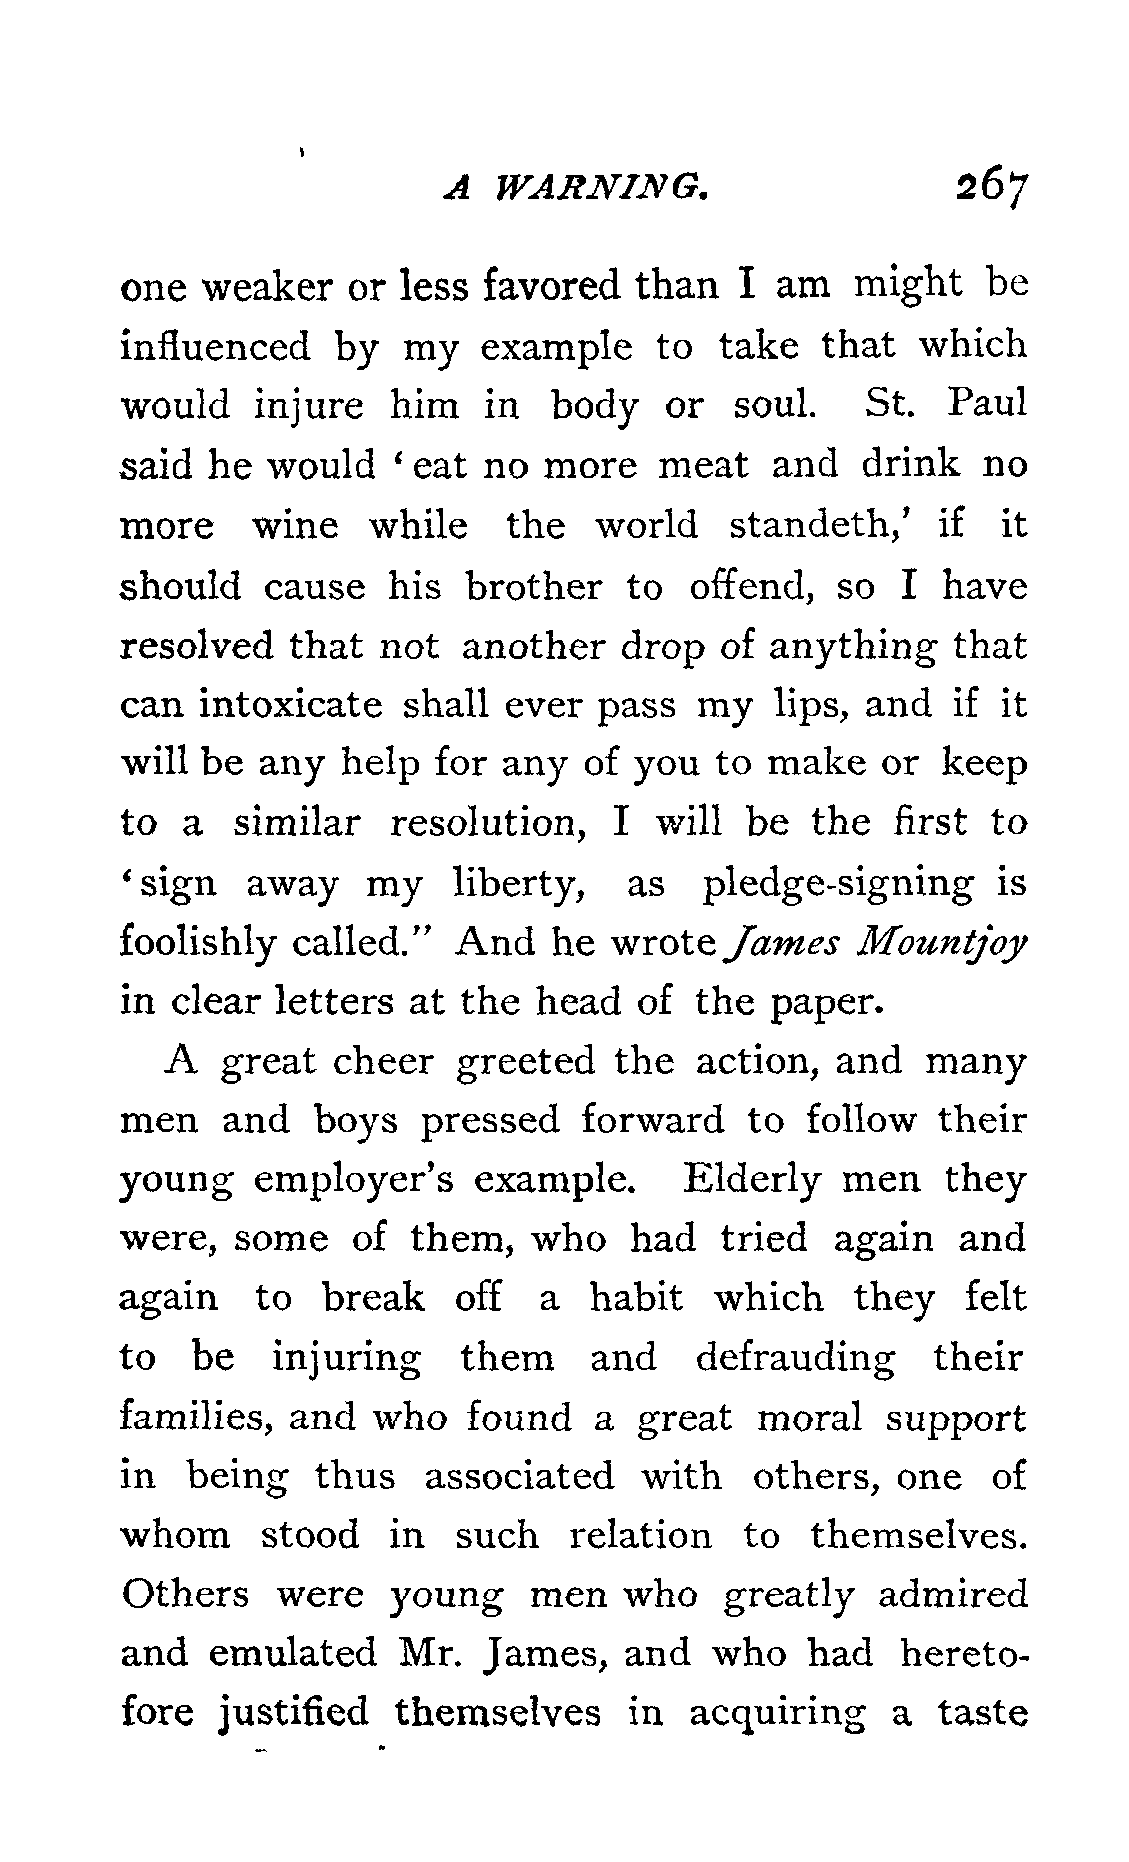 A WARNING. 267
one weaker or less favored than I am might be
influenced by my example to take that which
would injure him in body or soul. St. Paul
said he would ‘ eat no more meat and drink no
more wine while the world standeth,’ if it
should cause his brother to offend, so I have
resolved that not another drop of anything that
can intoxicate shall ever pass my lips, and if it
will be any help for any of you to make or keep
to a similar resolution, I will be the first to
‘ sign away my liberty, as pledge-signing is
foolishly called.” And he wrote James Mountjoy
in clear letters at the head of the paper.
A great cheer greeted the action, and many
men and boys pressed forward to follow their
young employer’s example. Elderly men they
were, some of them, who had tried again and
again to break off a habit which they felt
to be injuring them and defrauding their
families, and who found a great moral support
in being thus associated with others, one of
whom stood in such relation to themselves.
Others were young men who greatly admired
and emulated Mr. James, and who had hereto-
fore justified themselves in acquiring a taste